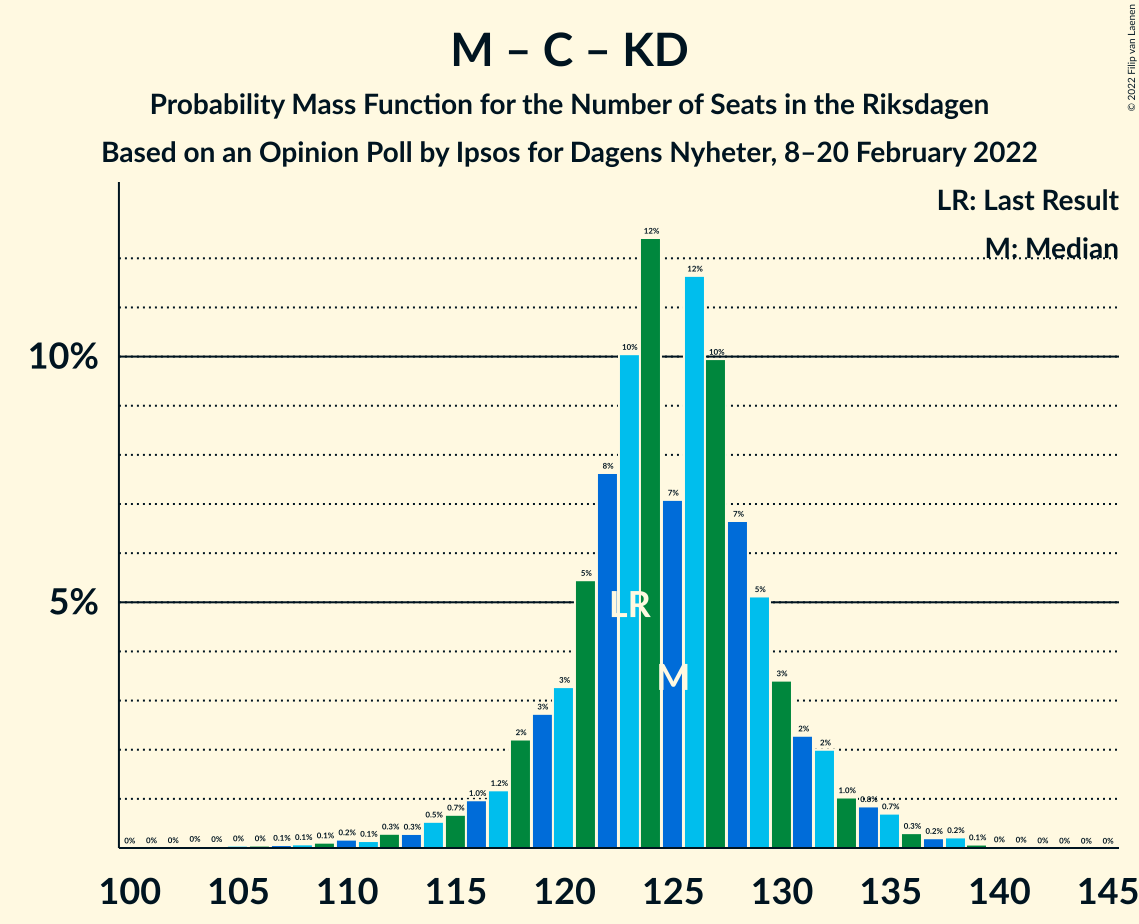 M – C – KD
Probability Mass Function for the Number of Seats in the Riksdagen
Based on an Opinion Poll by Ipsos for Dagens Nyheter, 8–20 February 2022
© 2022 Filip van Laenen
LR: Last Result
M: Median
10%
5%
0% 0% 0% 0% 0% 0% 0% 0.1% 0.1% 0.1% 0.2% 0.1% 0.3% 0.3% 0.5% 0.7% 1.0% 1.2% 2% 3% 3% 5% 8% 10% 12% 7% 12% 10% 7% 5% 3% 2% 2% 1.0% 0.8% 0.7% 0.3% 0.2% 0.2% 0.1% 0% 0% 0% 0% 0% 0%
LR
M
100 105 110 115 120 125 130 135 140 145